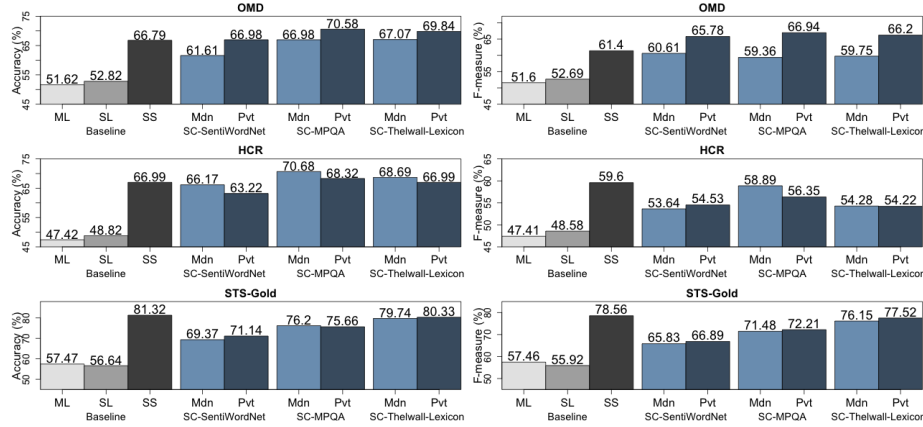 OMD
Accuracy (%)
45 55 65 75
51.62 52.82 66.79 61.61 66.98 66.98 70.58 67.07 69.84
ML SL SS Mdn Pvt Mdn Pvt Mdn Pvt
Baseline SC-SentiWordNet SC-MPQA SC-Thelwall-Lexicon
OMD
F-measure (%)
45 55 65
51.6 52.69 61.4 60.61 65.78 59.36 66.94 59.75 66.2
ML SL SS Mdn Pvt Mdn Pvt Mdn Pvt
Baseline SC-SentiWordNet SC-MPQA SC-Thelwall-Lexicon
HCR
Accuracy (%)
45 55 65 75
47.42 48.82 66.99 66.17 63.22 70.68 68.32 68.69 66.99
ML SL SS Mdn Pvt Mdn Pvt Mdn Pvt
Baseline SC-SentiWordNet SC-MPQA SC-Thelwall-Lexicon
HCR
F-measure (%)
45 50 55 60 65
47.41 48.58 59.6 53.64 54.53 58.89 56.35 54.28 54.22
ML SL SS Mdn Pvt Mdn Pvt Mdn Pvt
Baseline SC-SentiWordNet SC-MPQA SC-Thelwall-Lexicon
STS-Gold
Accuracy (%)
50 60 70 80
57.47 56.64 81.32 69.37 71.14 76.2 75.66 79.74 80.33
ML SL SS Mdn Pvt Mdn Pvt Mdn Pvt
Baseline SC-SentiWordNet SC-MPQA SC-Thelwall-Lexicon
STS-Gold
F-measure (%)
50 60 70 80
57.46 55.92 78.56 65.83 66.89 71.48 72.21 76.15 77.52
ML SL SS Mdn Pvt Mdn Pvt Mdn Pvt
Baseline SC-SentiWordNet SC-MPQA SC-Thelwall-Lexicon